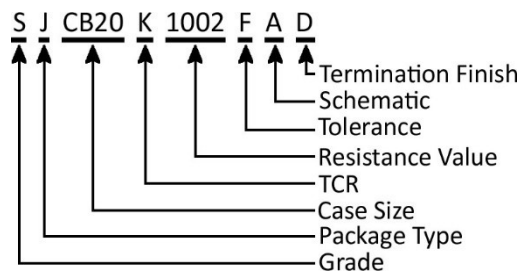 S J CB20 K 1002 F A D
Termination Finish
Schematic
Tolerance
Resistance Value
TCR
Case Size
Package Type
Grade